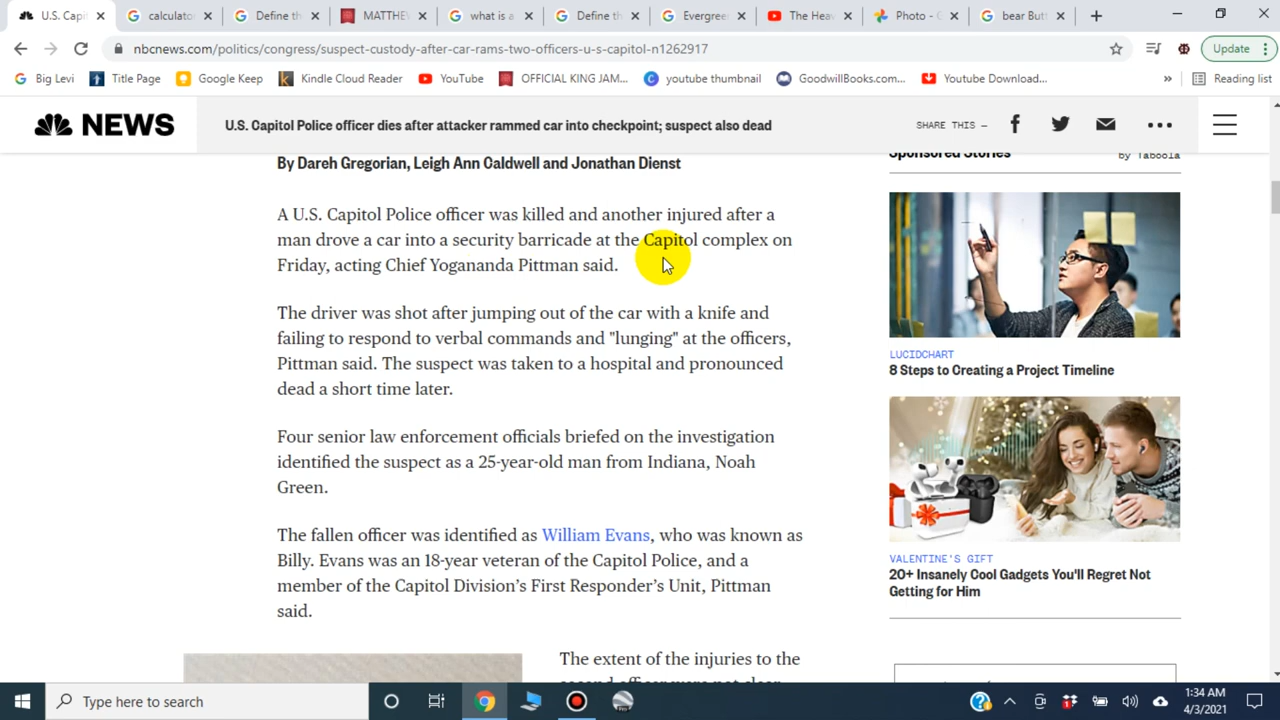 U.S. Capit
calculator
Define th
MATTHE
what is a
Define th
Evergree
The Hea
Photo - G
bear Butt
nbcnews.com/politics/congress/suspect-custody-after-car-rams-two-officers-u-s-capitol-n1262917
Update
Big Levi
Title Page
Google Keep
Kindle Cloud Reader
YouTube
OFFICIAL KING JAM...
youtube thumbnail
GoodwillBooks.com...
Youtube Download...
»
Reading list
NEWS
U.S. Capitol Police officer dies after attacker rammed car into checkpoint; suspect also dead
SHARE THIS —
By Dareh Gregorian, Leigh Ann Caldwell and Jonathan Dienst
A U.S. Capitol Police officer was killed and another injured after a
man drove a car into a security barricade at the Capitol complex on
Friday, acting Chief Yogananda Pittman said.
The driver was shot after jumping out of the car with a knife and
failing to respond to verbal commands and "lunging" at the officers,
Pittman said. The suspect was taken to a hospital and pronounced
dead a short time later.
Four senior law enforcement officials briefed on the investigation
identified the suspect as a 25-year-old man from Indiana, Noah
Green.
The fallen officer was identified as William Evans, who was known as
Billy. Evans was an 18-year veteran of the Capitol Police, and a
member of the Capitol Division’s First Responder’s Unit, Pittman
said.
The extent of the injuries to the
second officer were not clear
Sponsored Stories
by Taboola
LUCIDCHART
8 Steps to Creating a Project Timeline
VALENTINE'S GIFT
20+ Insanely Cool Gadgets You'll Regret Not
Getting for Him
Type here to search
1:34 AM
4/3/2021